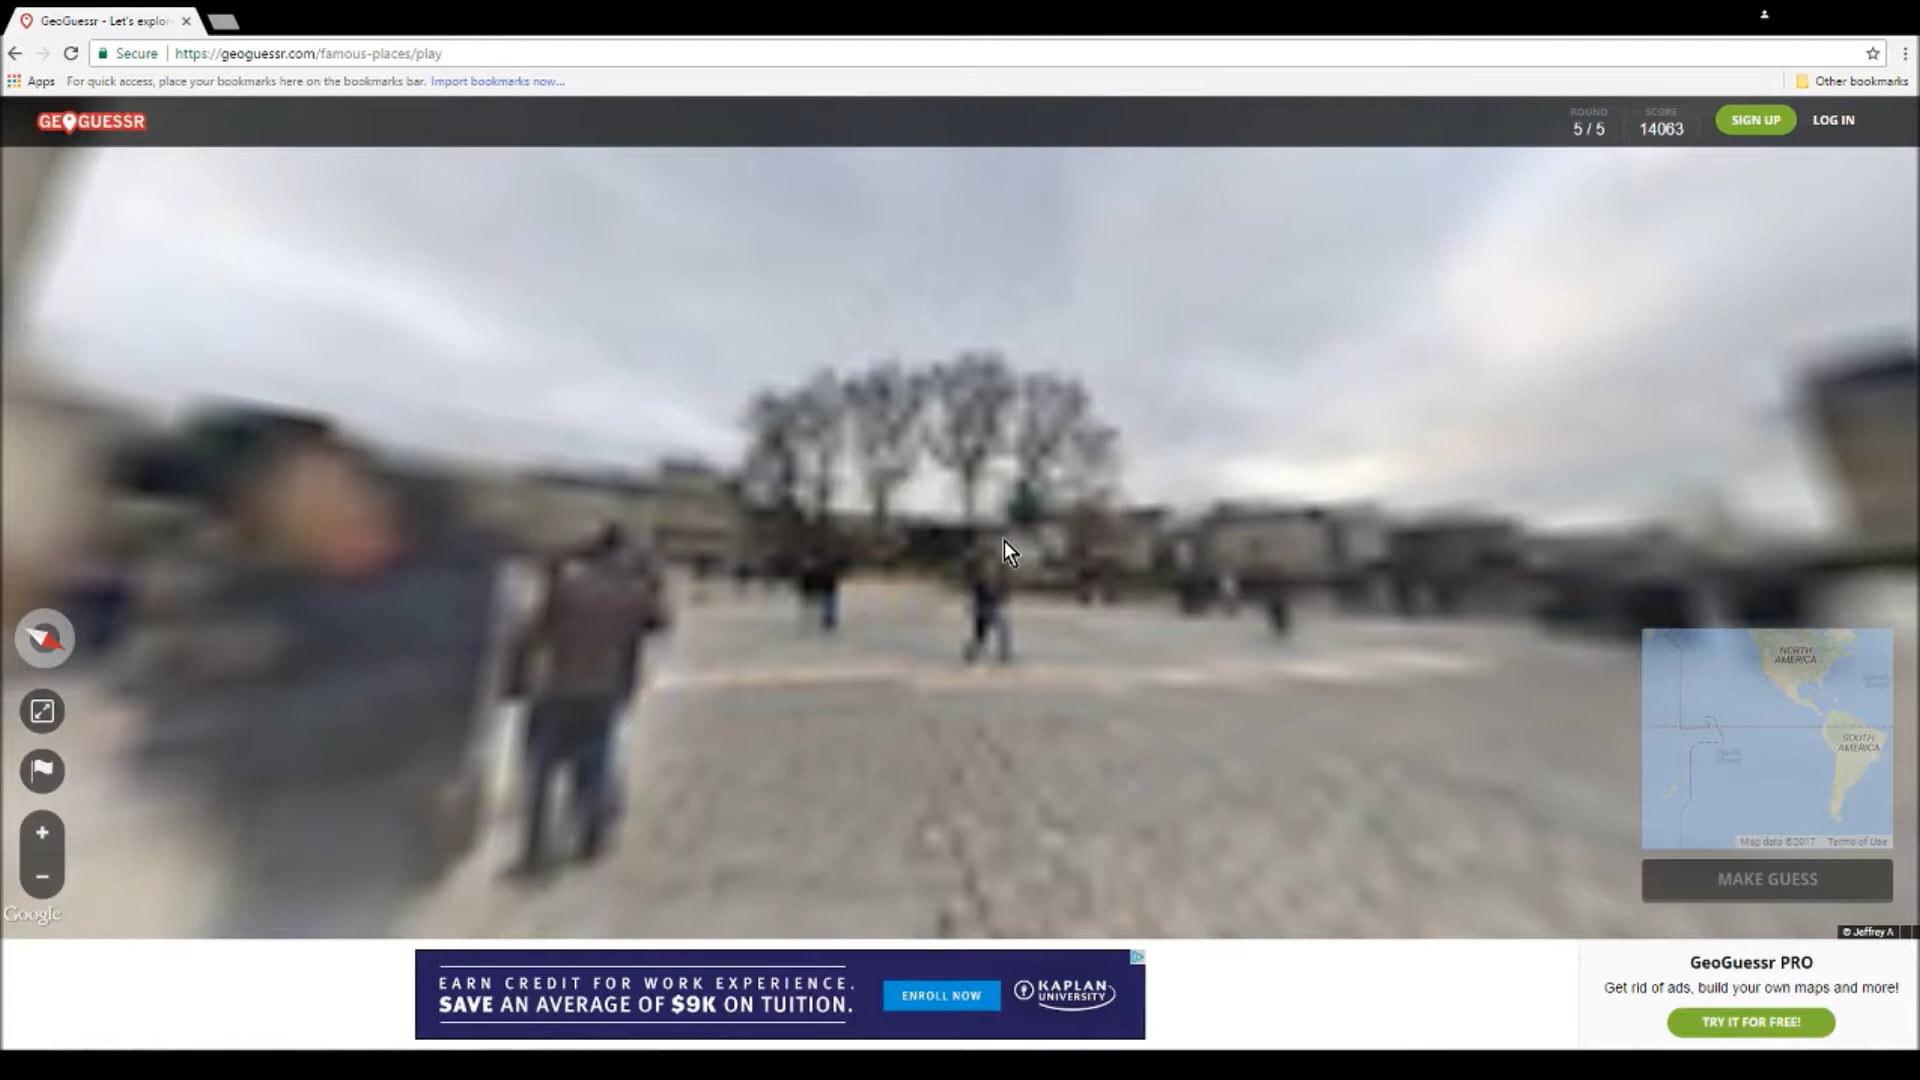 GeoGuessr - Let's explor
Secure
https://geoguessr.com/famous-places/play
Apps
For quick access, place your bookmarks here on the bookmarks bar. Import bookmarks now...
Other bookmarks
GEOGUESSR
ROUND
5 / 5
SCORE
14063
SIGN UP
LOG IN
NORTH
AMERICA
SOUTH
AMERICA
Map data ©2017
Terms of Use
MAKE GUESS
Google
© Jeffrey A
EARN CREDIT FOR WORK EXPERIENCE.
SAVE AN AVERAGE OF $9K ON TUITION.
ENROLL NOW
KAPLAN
UNIVERSITY
GeoGuessr PRO
Get rid of ads, build your own maps and more!
TRY IT FOR FREE!